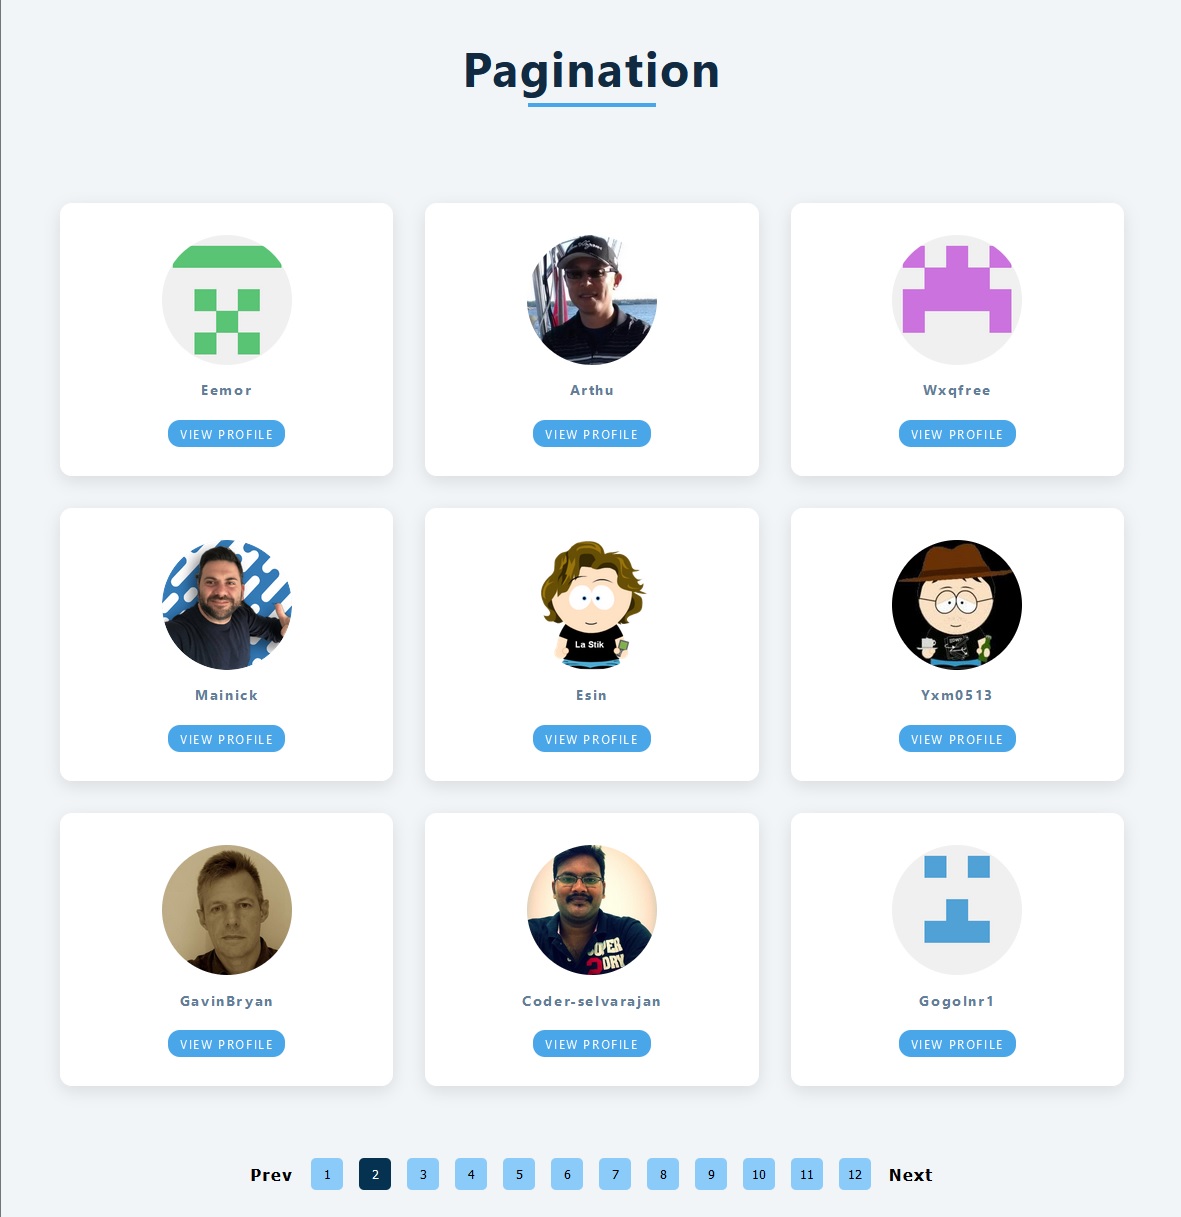 Pagination
Eemor
Arthu
Wxqfree
VIEW PROFILE
VIEW PROFILE
VIEW PROFILE
La Stik
Mainick
Esin
Yxm0513
VIEW PROFILE
VIEW PROFILE
VIEW PROFILE
3 DRY
GavinBryan
Coder-selvarajan
Gogolnr1
VIEW PROFILE
VIEW PROFILE
VIEW PROFILE
Prev 1 2 3 4 5 6 7 8 9 10 11 12 Next